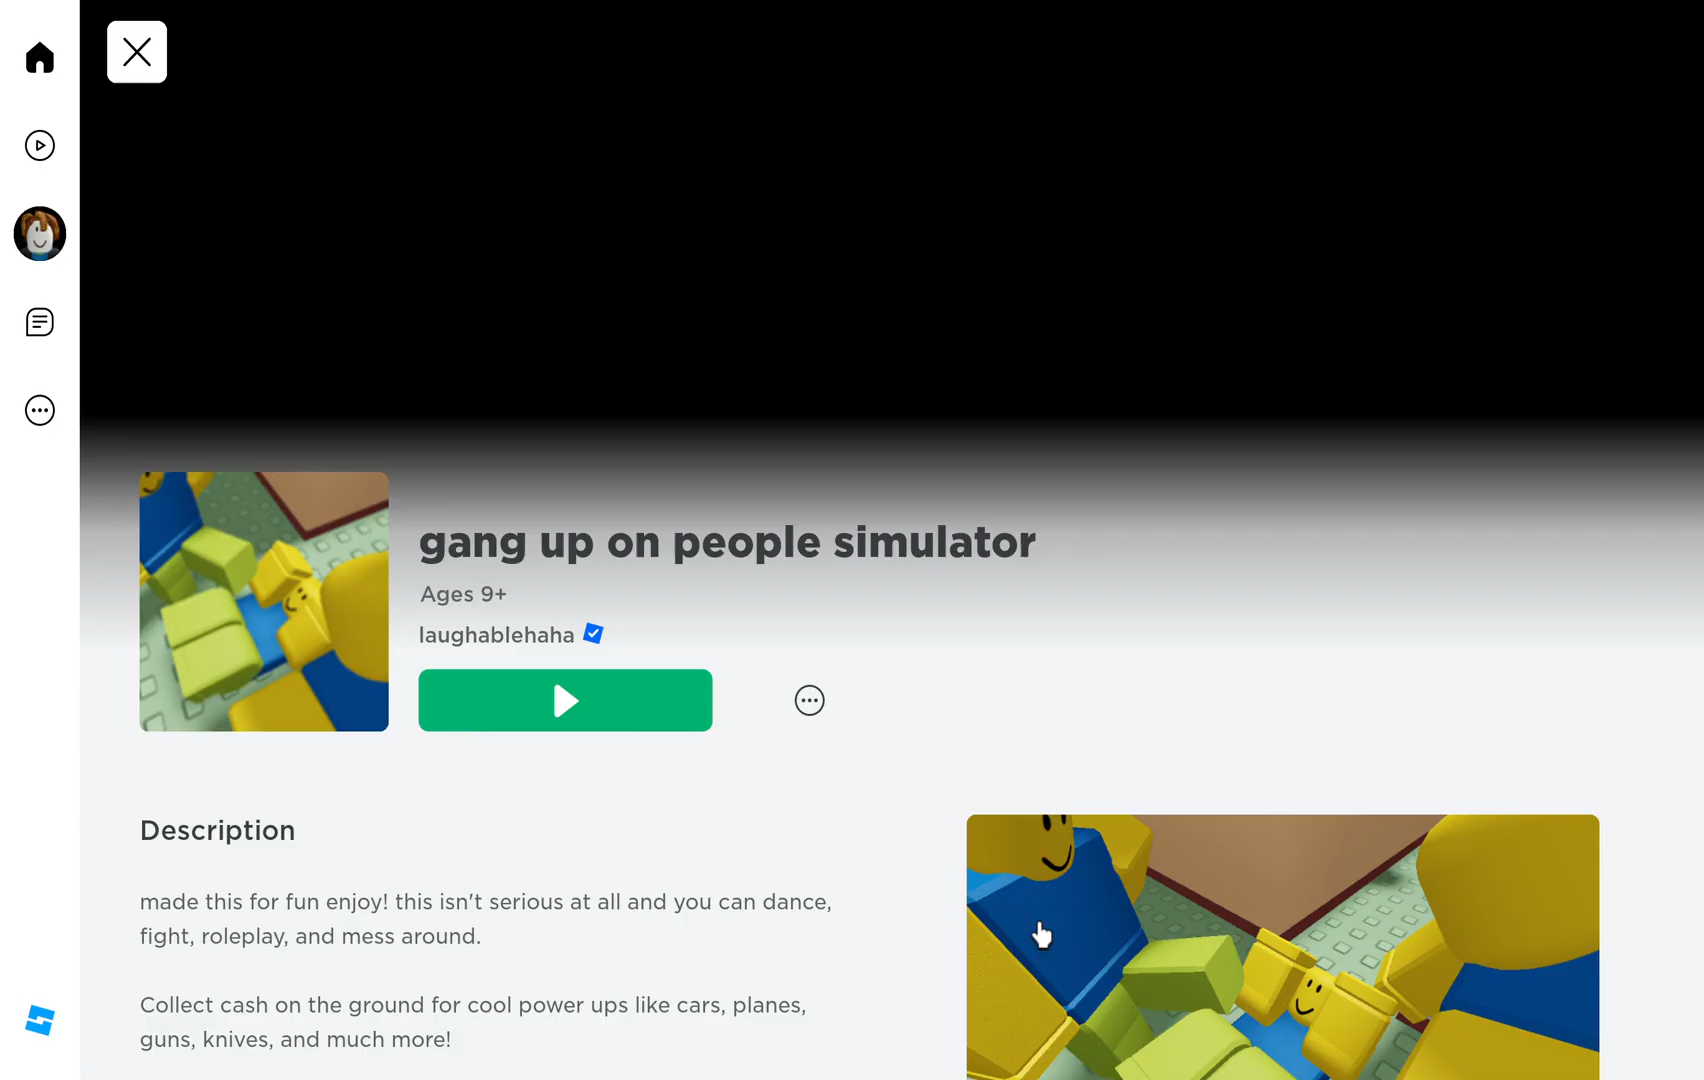 gang up on people simulator
Ages 9+
laughablehaha
Description
made this for fun enjoy! this isn't serious at all and you can dance,
fight, roleplay, and mess around.
Collect cash on the ground for cool power ups like cars, planes,
guns, knives, and much more!